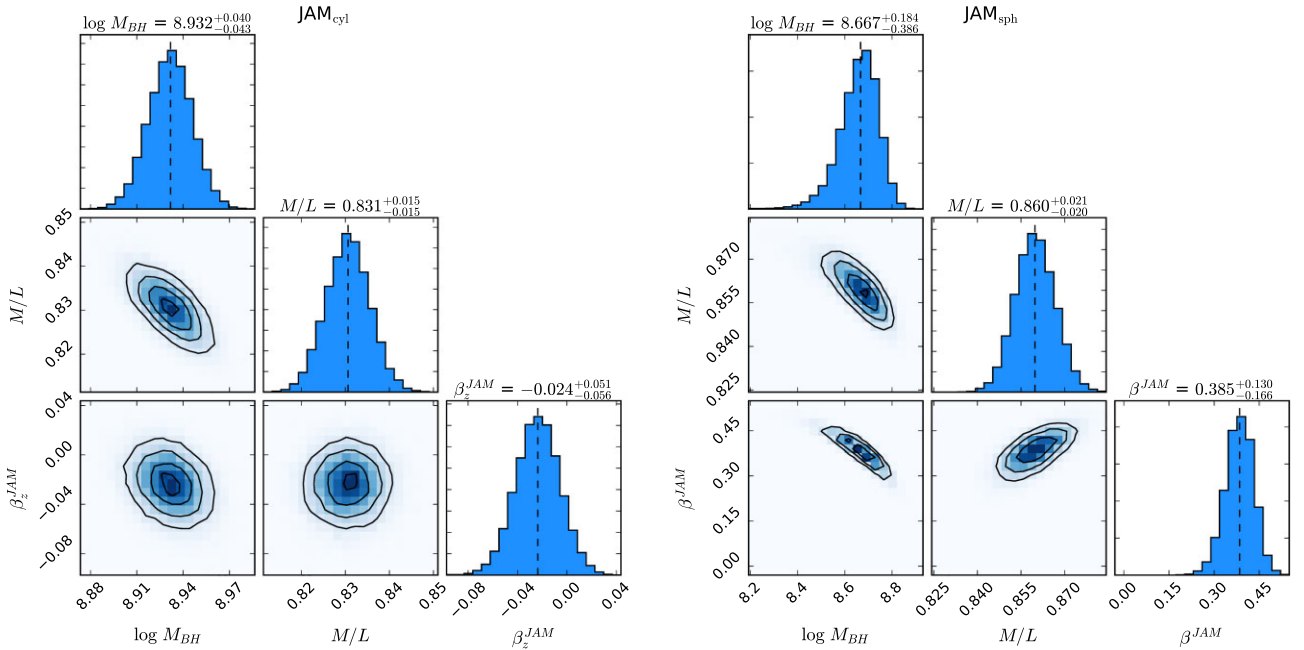 JAM_cyl
log M_BH = 8.932^{+0.040}_{−0.043}
M/L = 0.831^{+0.015}_{−0.015}
β_z^{JAM} = −0.024^{+0.051}_{−0.056}
0.85
0.84
0.83
0.82
M/L
0.04
0.00
−0.04
−0.08
β_z^{JAM}
8.88 8.91 8.94 8.97
log M_BH
0.82 0.83 0.84 0.85
M/L
−0.08 −0.04 0.00 0.04
β_z^{JAM}
JAM_sph
log M_BH = 8.667^{+0.184}_{−0.386}
M/L = 0.860^{+0.021}_{−0.020}
β^{JAM} = 0.385^{+0.130}_{−0.166}
0.870
0.855
0.840
0.825
M/L
0.45
0.30
0.15
0.00
β^{JAM}
8.2 8.4 8.6 8.8
log M_BH
0.825 0.840 0.855 0.870
M/L
0.00 0.15 0.30 0.45
β^{JAM}